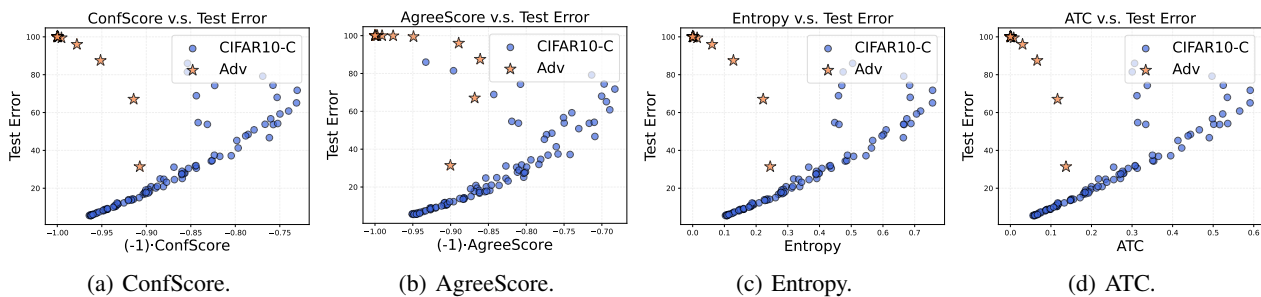 ConfScore v.s. Test Error
100
80
60
40
20
Test Error
CIFAR10-C
Adv
−1.00
−0.95
−0.90
−0.85
−0.80
−0.75
(-1)·ConfScore
(a) ConfScore.
AgreeScore v.s. Test Error
100
80
60
40
20
Test Error
CIFAR10-C
Adv
−1.00
−0.95
−0.90
−0.85
−0.80
−0.75
−0.70
(-1)·AgreeScore
(b) AgreeScore.
Entropy v.s. Test Error
100
80
60
40
20
Test Error
CIFAR10-C
Adv
0.0
0.1
0.2
0.3
0.4
0.5
0.6
0.7
Entropy
(c) Entropy.
ATC v.s. Test Error
100
80
60
40
20
Test Error
CIFAR10-C
Adv
0.0
0.1
0.2
0.3
0.4
0.5
0.6
ATC
(d) ATC.